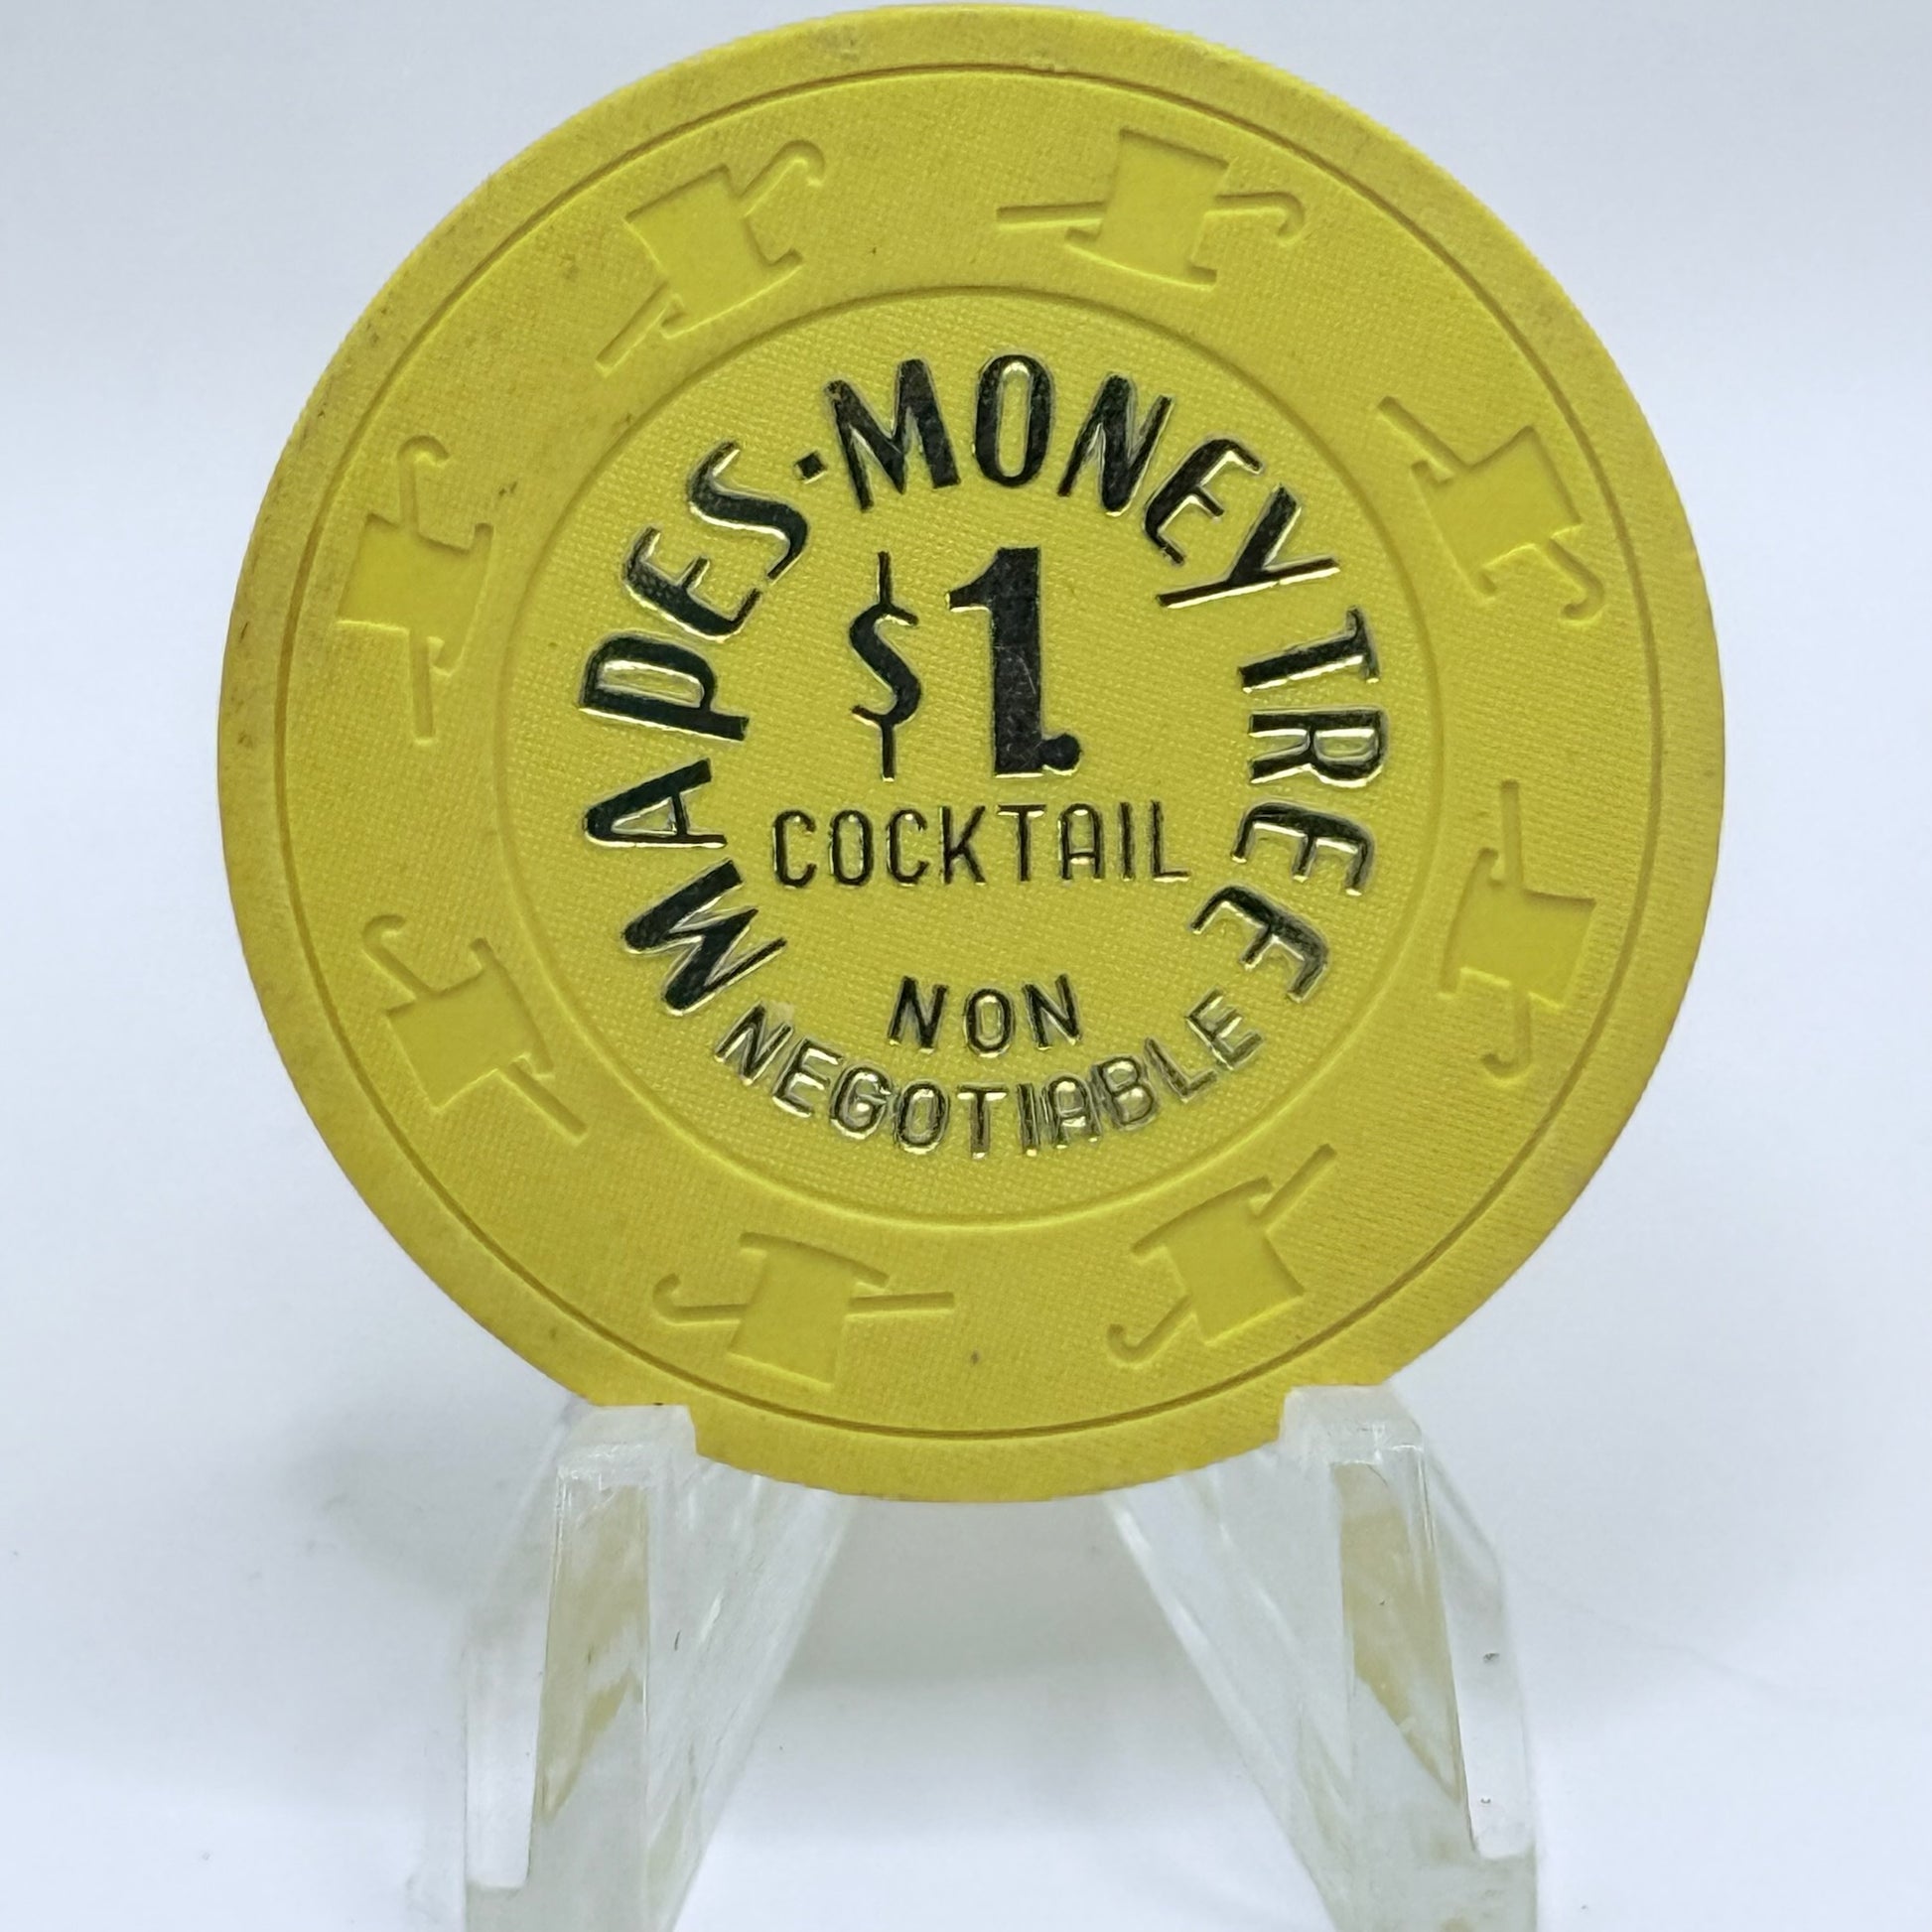 MAPES·MONEY TREE
$1.
COCKTAIL
NON
NEGOTIABLE